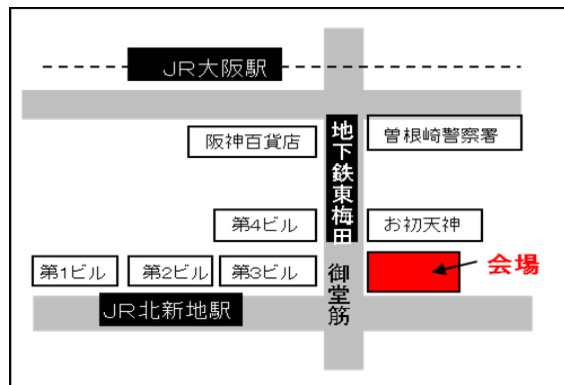 JR大阪駅
阪神百貨店
地下鉄東梅田
曽根崎警察署
第4ビル
お初天神
第1ビル
第2ビル
第3ビル
御堂筋
会場
JR北新地駅